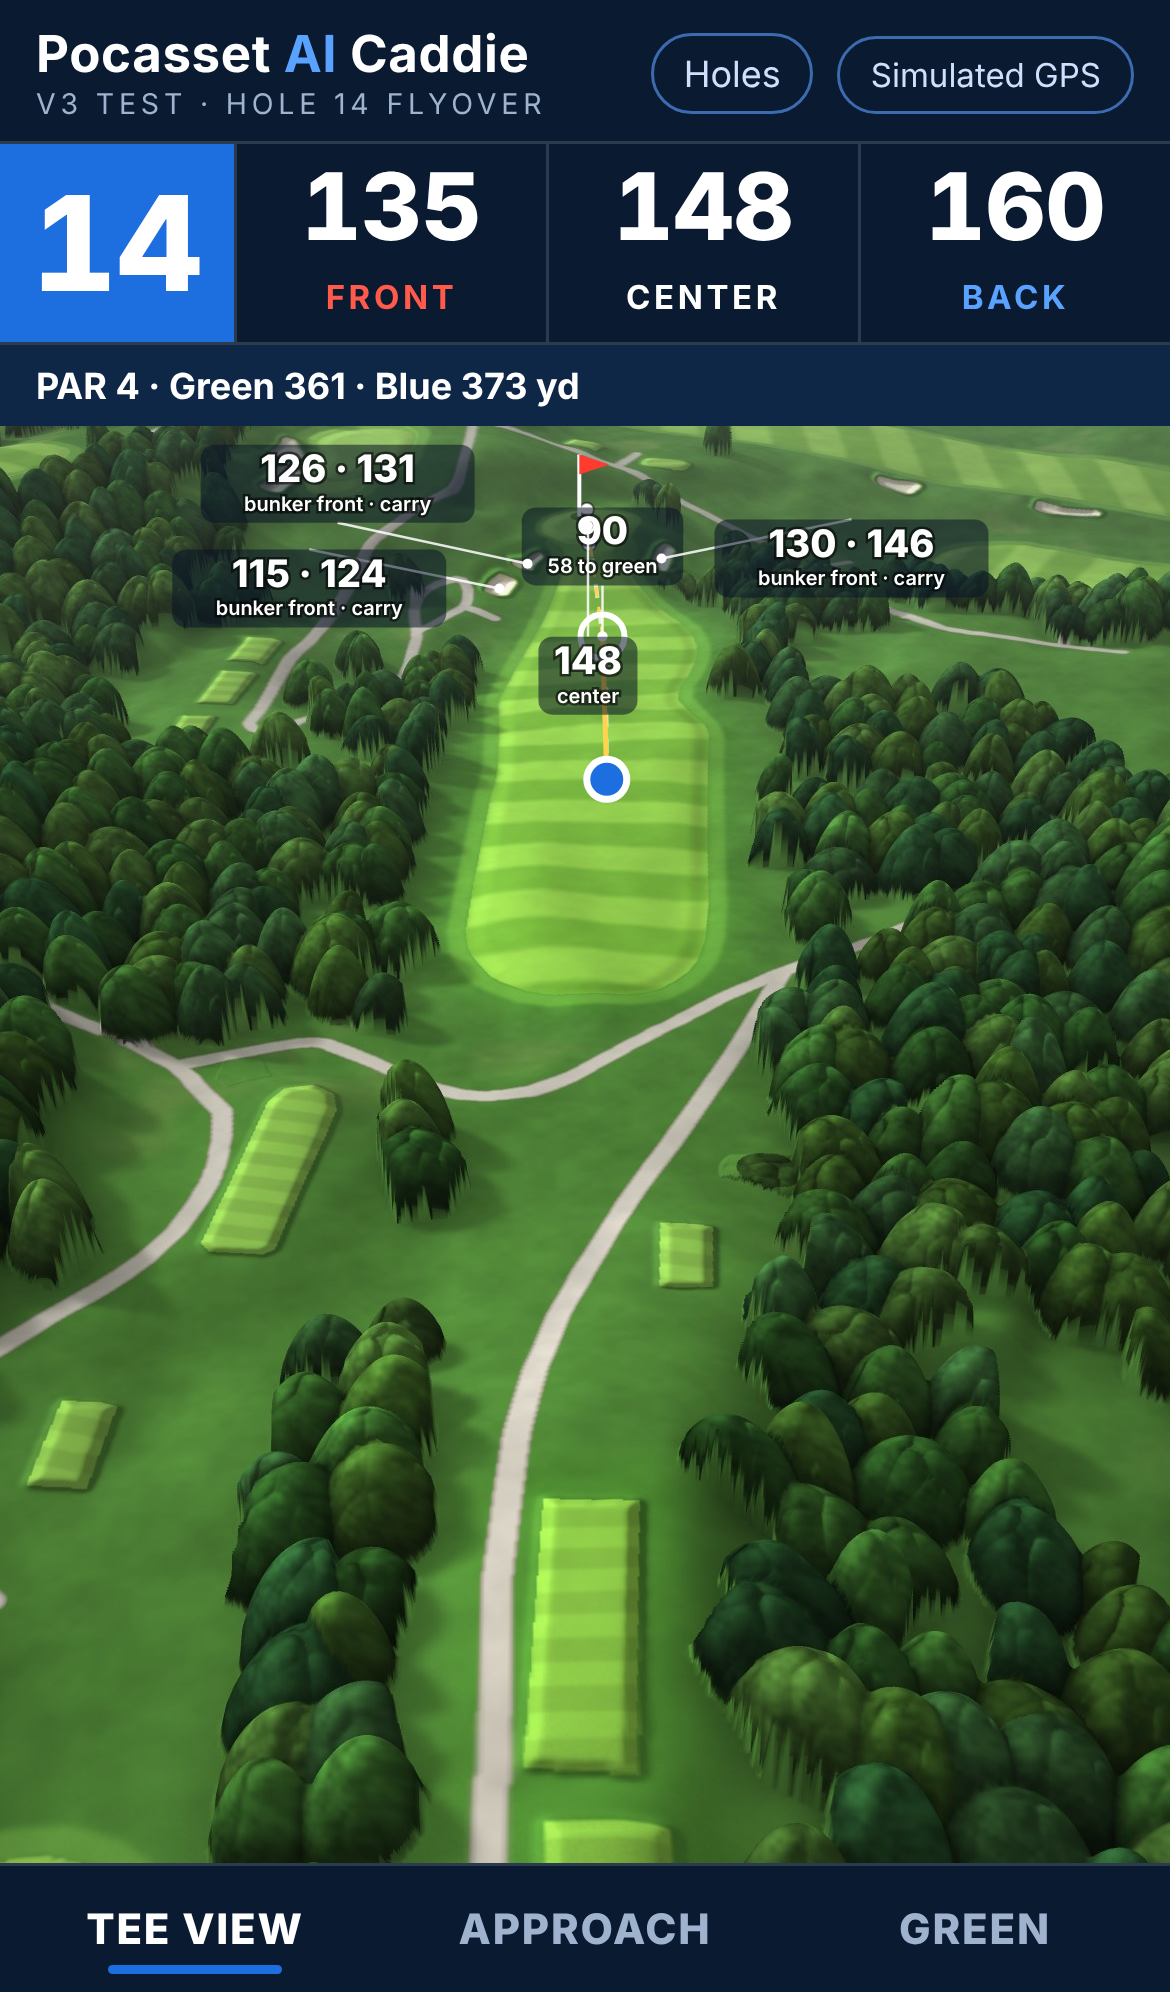 Pocasset AI Caddie
V3 TEST · HOLE 14 FLYOVER
Holes
Simulated GPS
14
135
FRONT
148
CENTER
160
BACK
PAR 4 · Green 361 · Blue 373 yd
126 · 131
bunker front · carry
90
58 to green
130 · 146
bunker front · carry
115 · 124
bunker front · carry
148
center
TEE VIEW
APPROACH
GREEN